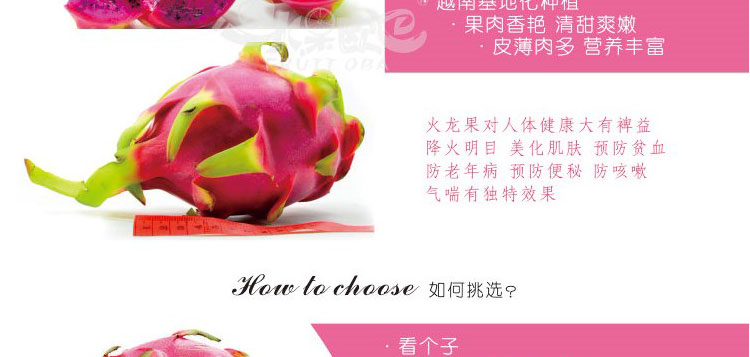 · 越南基地化种植
· 果肉香艳 清甜爽嫩
· 皮薄肉多 营养丰富
火龙果对人体健康大有裨益
降火明目 美化肌肤 预防贫血
防老年病 预防便秘 防咳嗽
气喘有独特效果
How to choose 如何挑选?
· 看个子